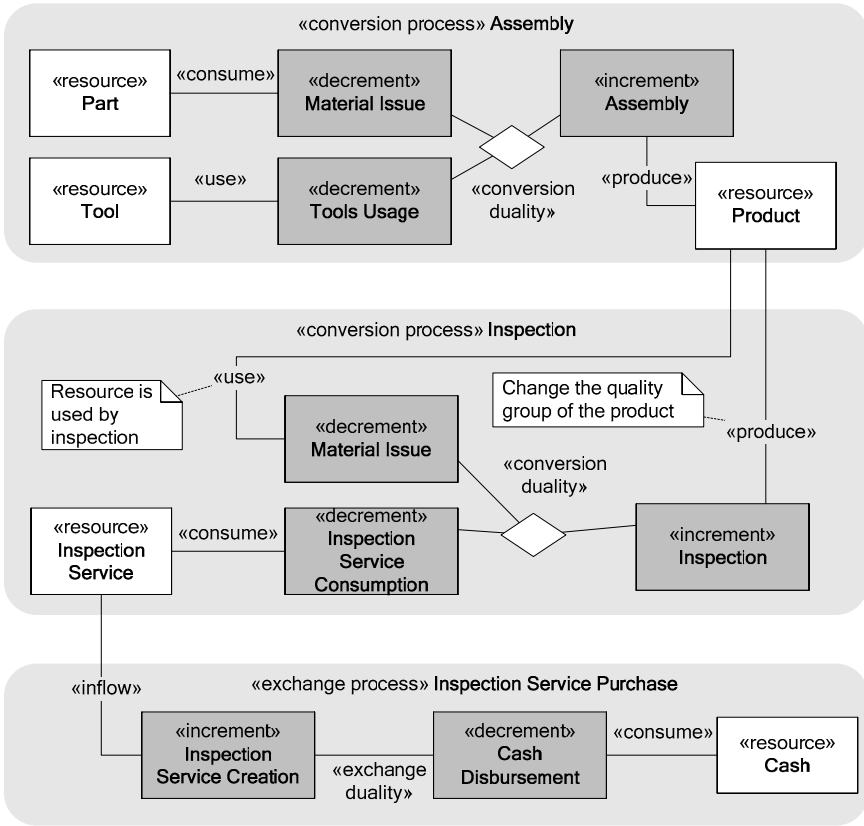 «conversion process» Assembly
«resource»
Part
«consume»
«decrement»
Material Issue
«increment»
Assembly
«resource»
Tool
«use»
«decrement»
Tools Usage
«conversion
duality»
«produce»
«resource»
Product
«conversion process» Inspection
Resource is
used by
inspection
«use»
Change the quality
group of the product
«decrement»
Material Issue
«produce»
«conversion
duality»
«resource»
Inspection
Service
«consume»
«decrement»
Inspection
Service
Consumption
«increment»
Inspection
«inflow»
«exchange process» Inspection Service Purchase
«increment»
Inspection
Service Creation
«exchange
duality»
«decrement»
Cash
Disbursement
«consume»
«resource»
Cash